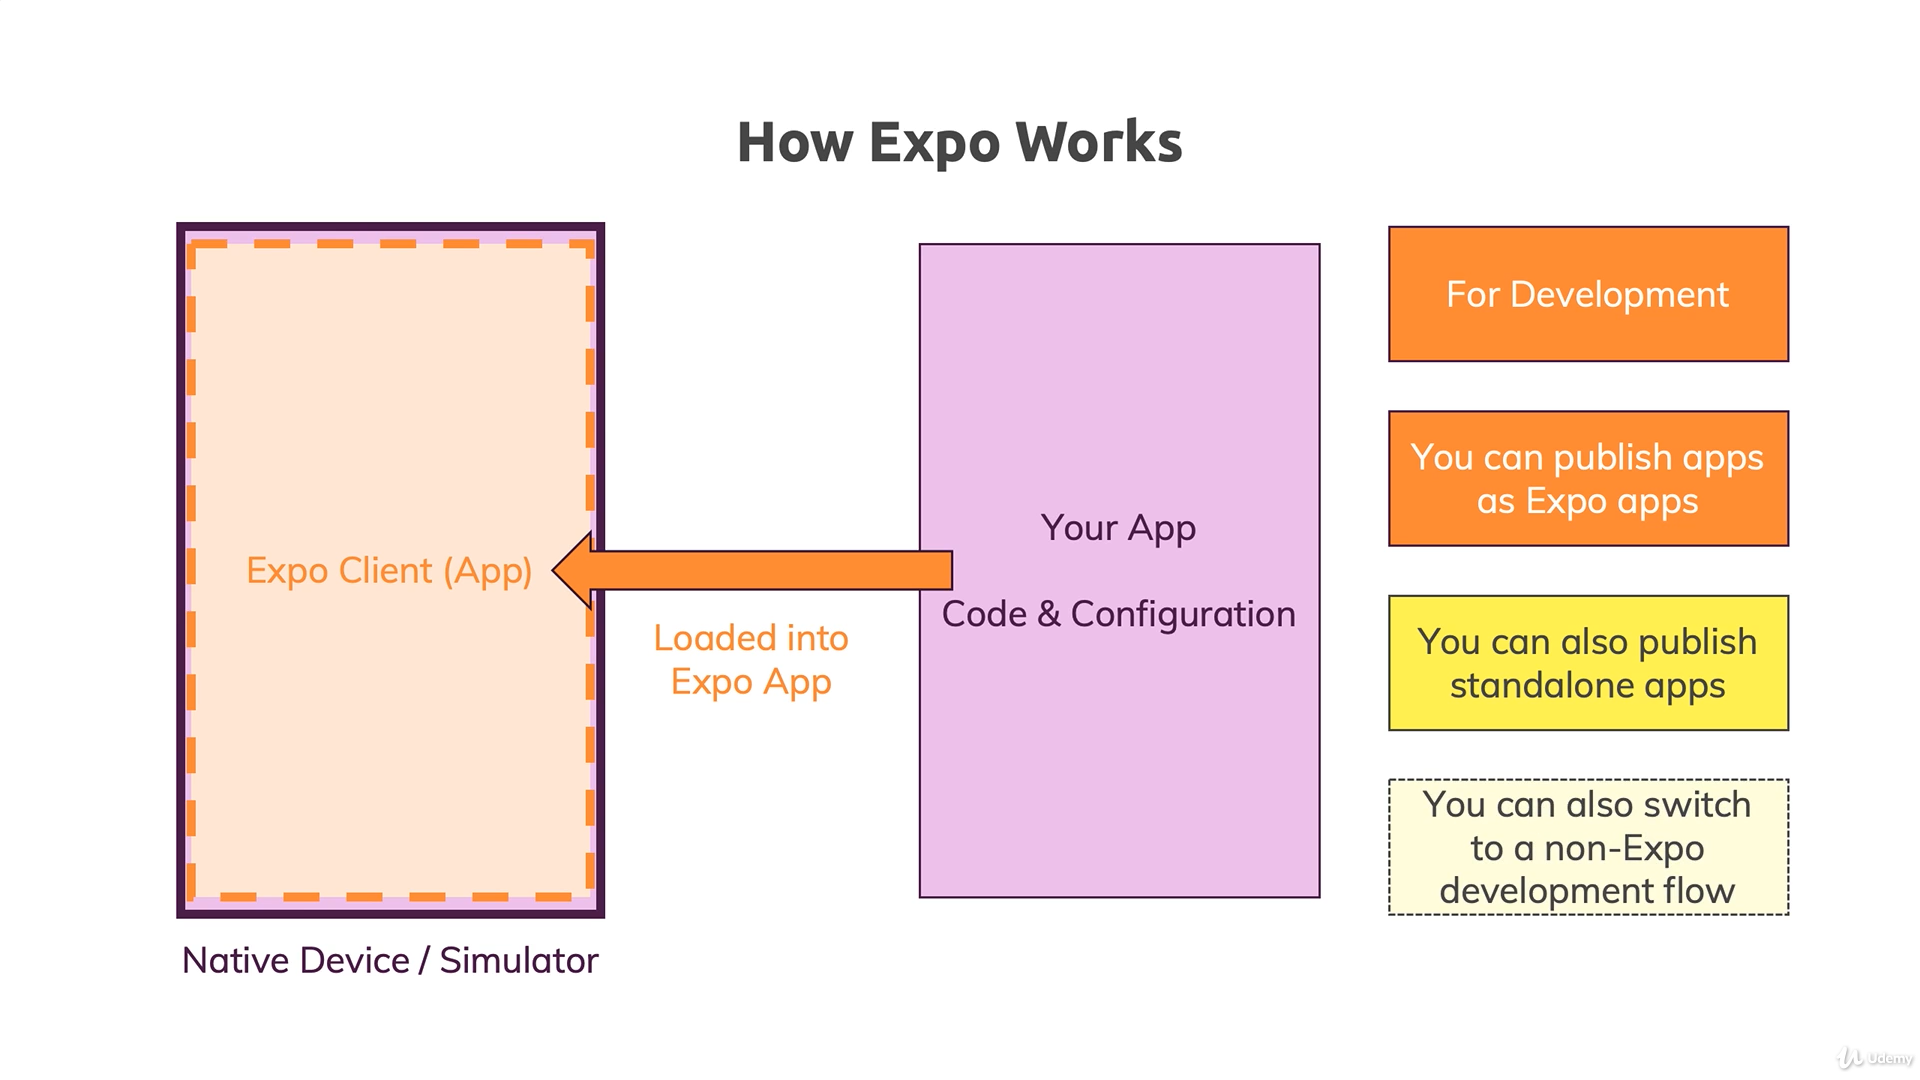 How Expo Works
Expo Client (App)
Native Device / Simulator
Loaded into
Expo App
Your App
Code & Configuration
For Development
You can publish apps
as Expo apps
You can also publish
standalone apps
You can also switch
to a non-Expo
development flow
Udemy